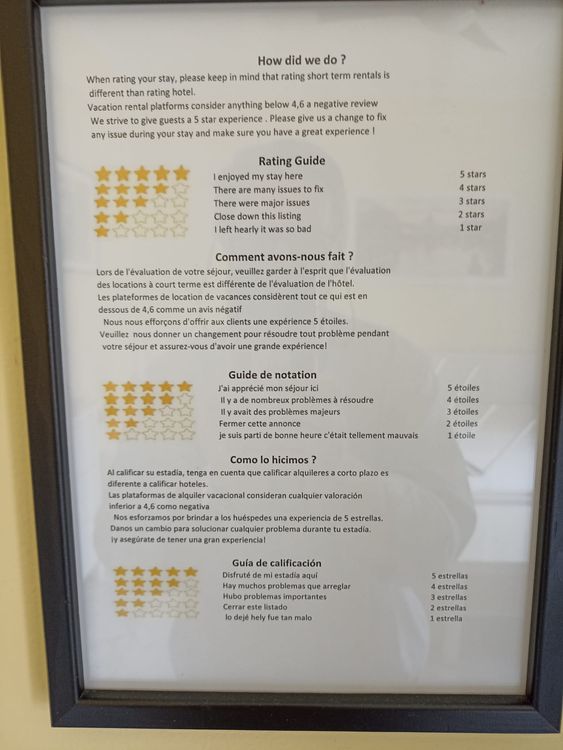 How did we do ?
When rating your stay, please keep in mind that rating short term rentals is
different than rating hotel.
Vacation rental platforms consider anything below 4,6 a negative review
We strive to give guests a 5 star experience . Please give us a change to fix
any issue during your stay and make sure you have a great experience !
Rating Guide
I enjoyed my stay here 5 stars
There are many issues to fix 4 stars
There were major issues 3 stars
Close down this listing 2 stars
I left hearly it was so bad 1 star
Comment avons-nous fait ?
Lors de l'évaluation de votre séjour, veuillez garder à l'esprit que l'évaluation
des locations à court terme est différente de l'évaluation de l'hôtel.
Les plateformes de location de vacances considèrent tout ce qui est en
dessous de 4,6 comme un avis négatif
Nous nous efforçons d'offrir aux clients une expérience 5 étoiles.
Veuillez nous donner un changement pour résoudre tout problème pendant
votre séjour et assurez-vous d'avoir une grande expérience!
Guide de notation
J'ai apprécié mon séjour ici 5 étoiles
Il y a de nombreux problèmes à résoudre 4 étoiles
Il y avait des problèmes majeurs 3 étoiles
Fermer cette annonce 2 étoiles
je suis parti de bonne heure c'était tellement mauvais 1 étoile
Como lo hicimos ?
Al calificar su estadía, tenga en cuenta que calificar alquileres a corto plazo es
diferente a calificar hoteles.
Las plataformas de alquiler vacacional consideran cualquier valoración
inferior a 4,6 como negativa
Nos esforzamos por brindar a los huéspedes una experiencia de 5 estrellas.
Danos un cambio para solucionar cualquier problema durante tu estadía.
¡y asegúrate de tener una gran experiencia!
Guía de calificación
Disfruté de mi estadía aquí 5 estrellas
Hay muchos problemas que arreglar 4 estrellas
Hubo problemas importantes 3 estrellas
Cerrar este listado 2 estrellas
lo dejé hely fue tan malo 1 estrella